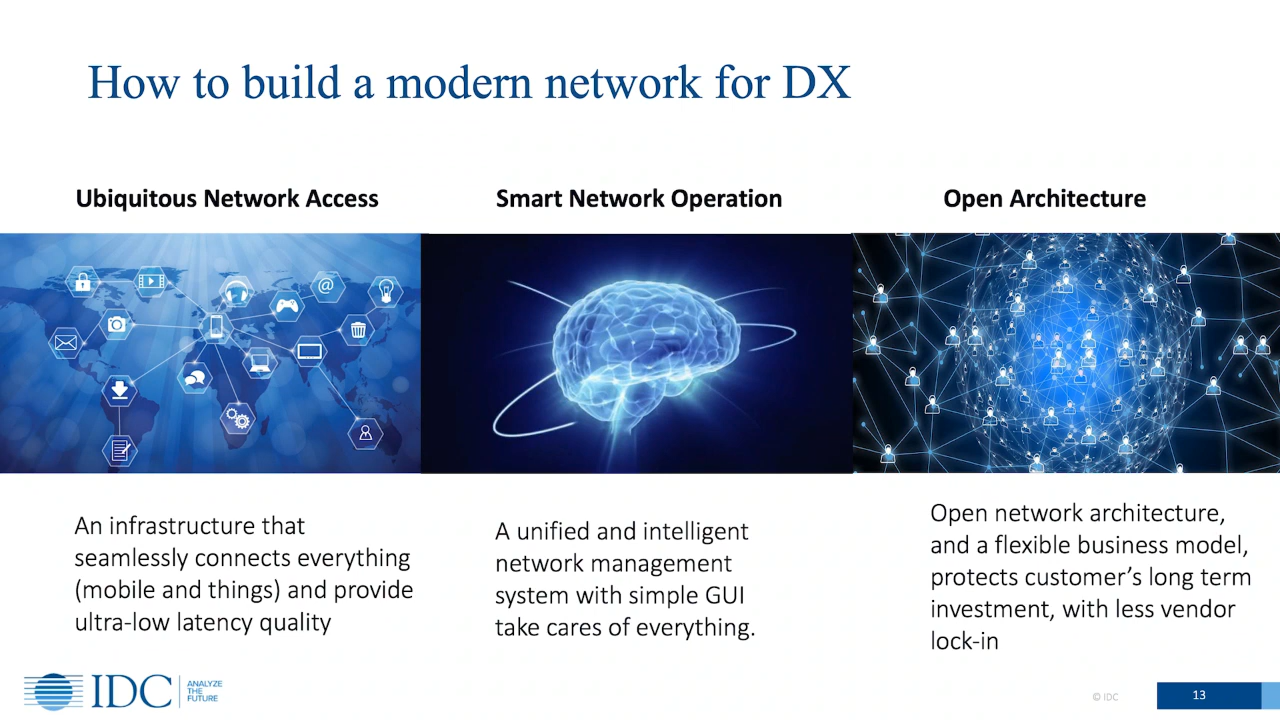 How to build a modern network for DX
Ubiquitous Network Access
Smart Network Operation
Open Architecture
@
An infrastructure that
seamlessly connects everything
(mobile and things) and provide
ultra-low latency quality
A unified and intelligent
network management
system with simple GUI
take cares of everything.
Open network architecture,
and a flexible business model,
protects customer’s long term
investment, with less vendor
lock-in
IDC
ANALYZE
THE
FUTURE
© IDC
13